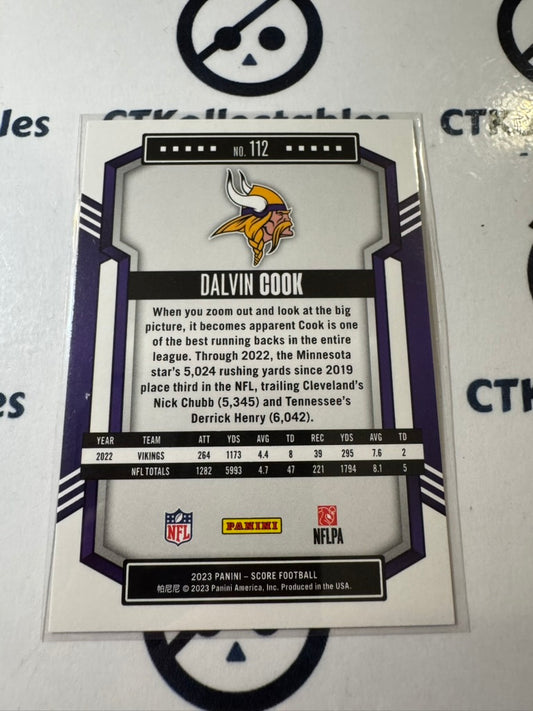 CTKollectables
les
CTK
NO. 112
DALVIN COOK
When you zoom out and look at the big
picture, it becomes apparent Cook is one
of the best running backs in the entire
league. Through 2022, the Minnesota
star's 5,024 rushing yards since 2019
place third in the NFL, trailing Cleveland's
Nick Chubb (5,345) and Tennessee's
Derrick Henry (6,042).
YEAR TEAM ATT YDS AVG TD REC YDS AVG TD
2022 VIKINGS 264 1173 4.4 8 39 295 7.6 2
NFL TOTALS 1282 5993 4.7 47 221 1794 8.1 5
NFL
PANINI
NFLPA
2023 PANINI – SCORE FOOTBALL
帕尼尼 © 2023 Panini America, Inc. Produced in the USA.
les
CTK